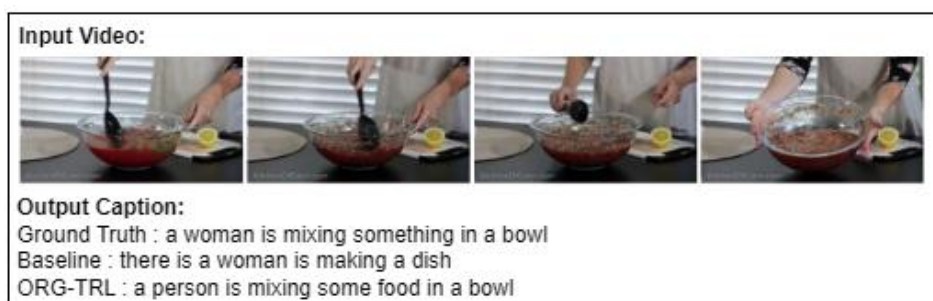 Input Video:
Output Caption:
Ground Truth : a woman is mixing something in a bowl
Baseline : there is a woman is making a dish
ORG-TRL : a person is mixing some food in a bowl